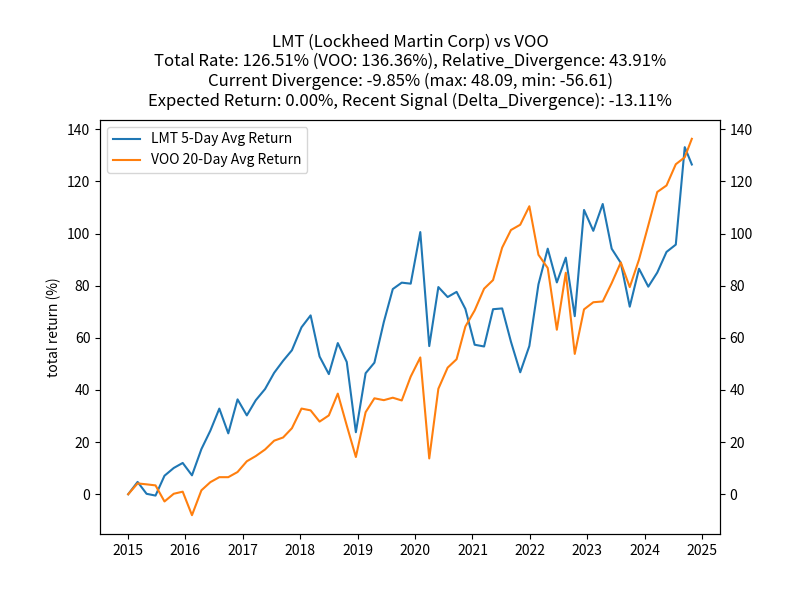 LMT (Lockheed Martin Corp) vs VOO
Total Rate: 126.51% (VOO: 136.36%), Relative_Divergence: 43.91%
Current Divergence: -9.85% (max: 48.09, min: -56.61)
Expected Return: 0.00%, Recent Signal (Delta_Divergence): -13.11%
LMT 5-Day Avg Return
VOO 20-Day Avg Return
total return (%)
140
120
100
80
60
40
20
0
140
120
100
80
60
40
20
0
2015 2016 2017 2018 2019 2020 2021 2022 2023 2024 2025